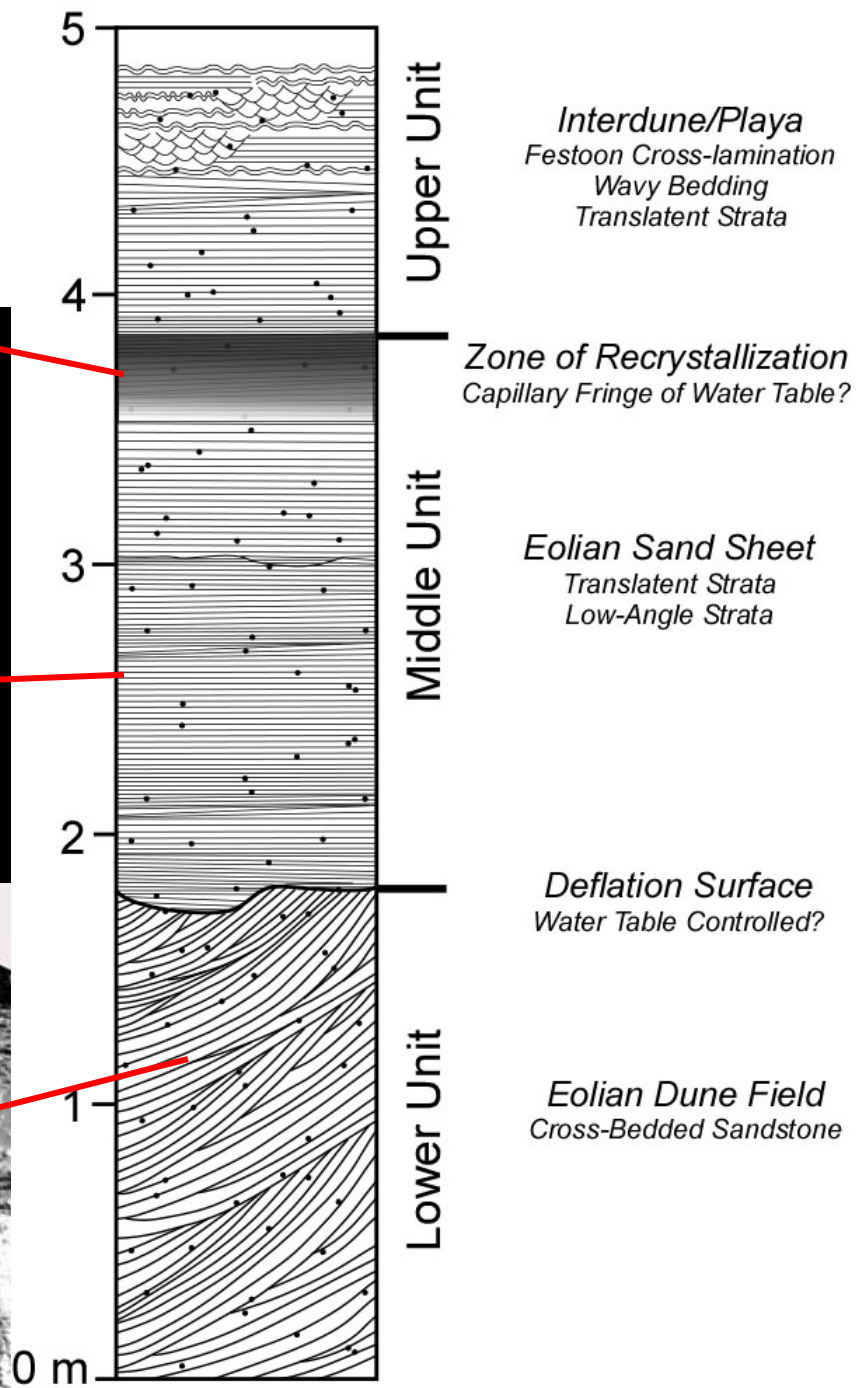 5
Upper Unit
Interdune/Playa
Festoon Cross-lamination
Wavy Bedding
Translatent Strata
4
Zone of Recrystallization
Capillary Fringe of Water Table?
Middle Unit
3
Eolian Sand Sheet
Translatent Strata
Low-Angle Strata
2
Deflation Surface
Water Table Controlled?
Lower Unit
1
Eolian Dune Field
Cross-Bedded Sandstone
0 m